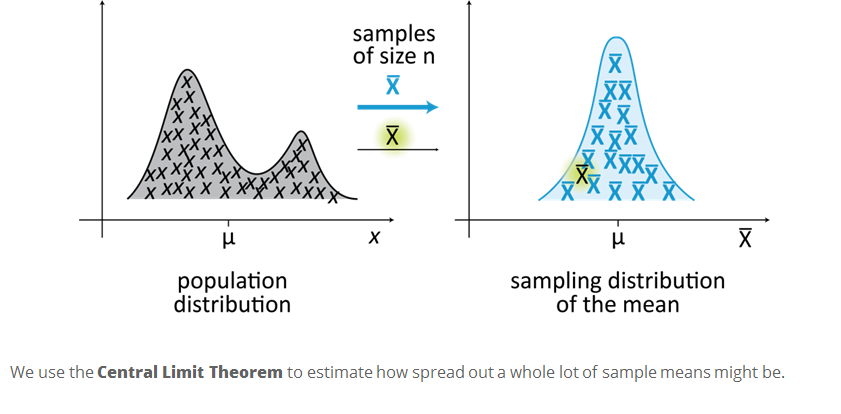 samples
of size n
X̄
X̄
μ
x
μ
X̄
population
distribution
sampling distribution
of the mean
We use the Central Limit Theorem to estimate how spread out a whole lot of sample means might be.